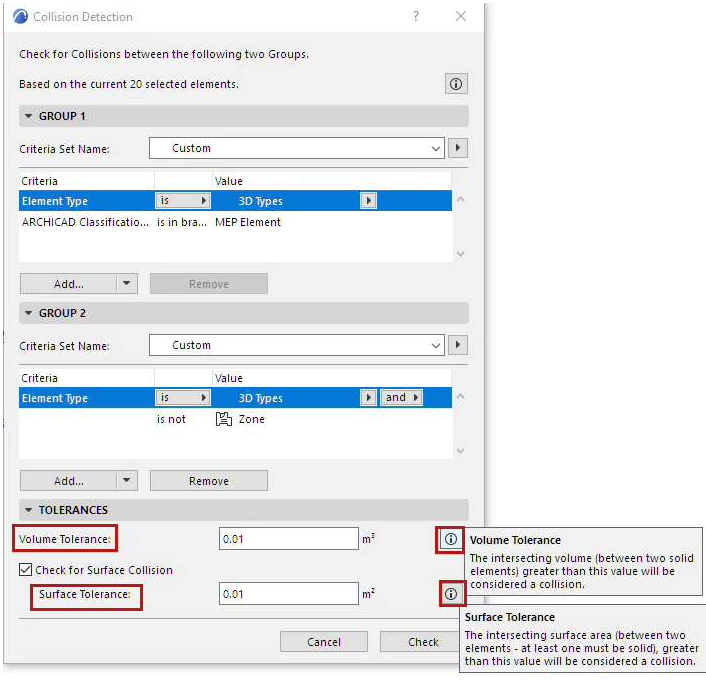 Collision Detection
?
Check for Collisions between the following two Groups.
Based on the current 20 selected elements.
GROUP 1
Criteria Set Name:
Custom
Criteria Value
Element Type is 3D Types
ARCHICAD Classificatio... is in bra... MEP Element
Add... Remove
GROUP 2
Criteria Set Name:
Custom
Criteria Value
Element Type is 3D Types and
is not Zone
Add... Remove
TOLERANCES
Volume Tolerance: 0.01 m³
Check for Surface Collision
Surface Tolerance: 0.01 m²
Cancel Check
Volume Tolerance
The intersecting volume (between two solid
elements) greater than this value will be
considered a collision.
Surface Tolerance
The intersecting surface area (between two
elements - at least one must be solid), greater
than this value will be considered a collision.